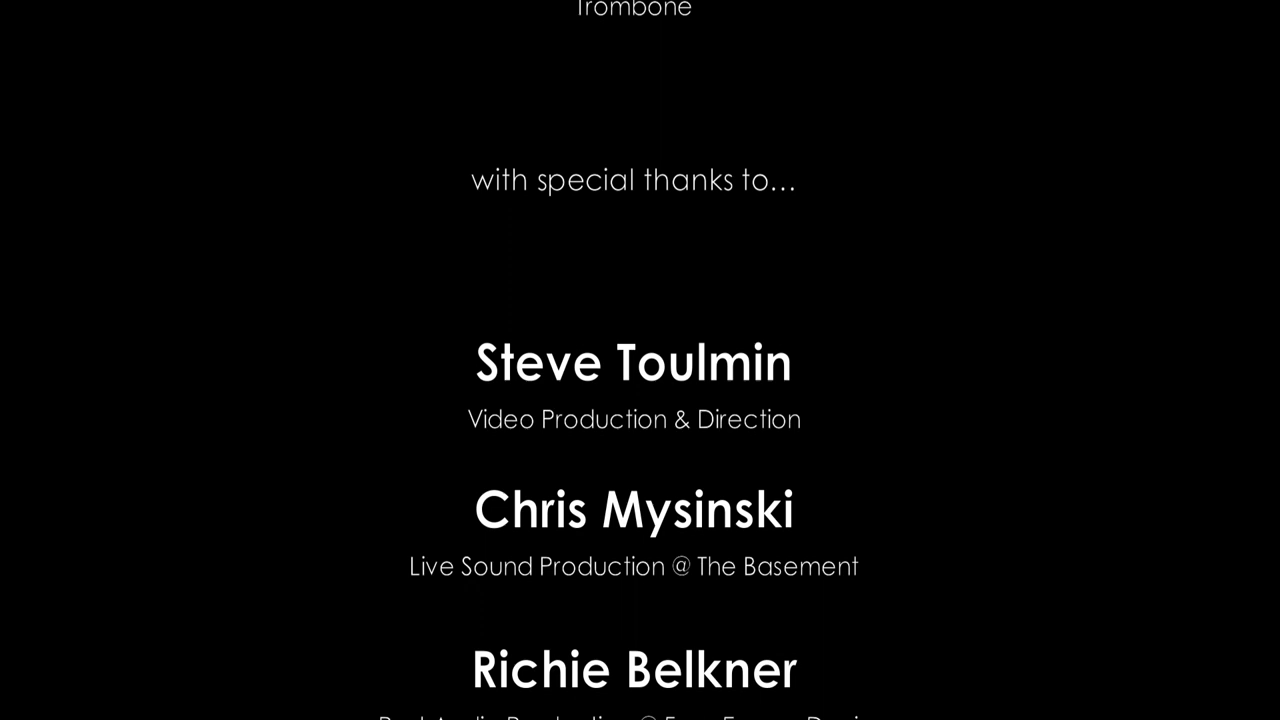 Trombone
with special thanks to...
Steve Toulmin
Video Production & Direction
Chris Mysinski
Live Sound Production @ The Basement
Richie Belkner
Production @